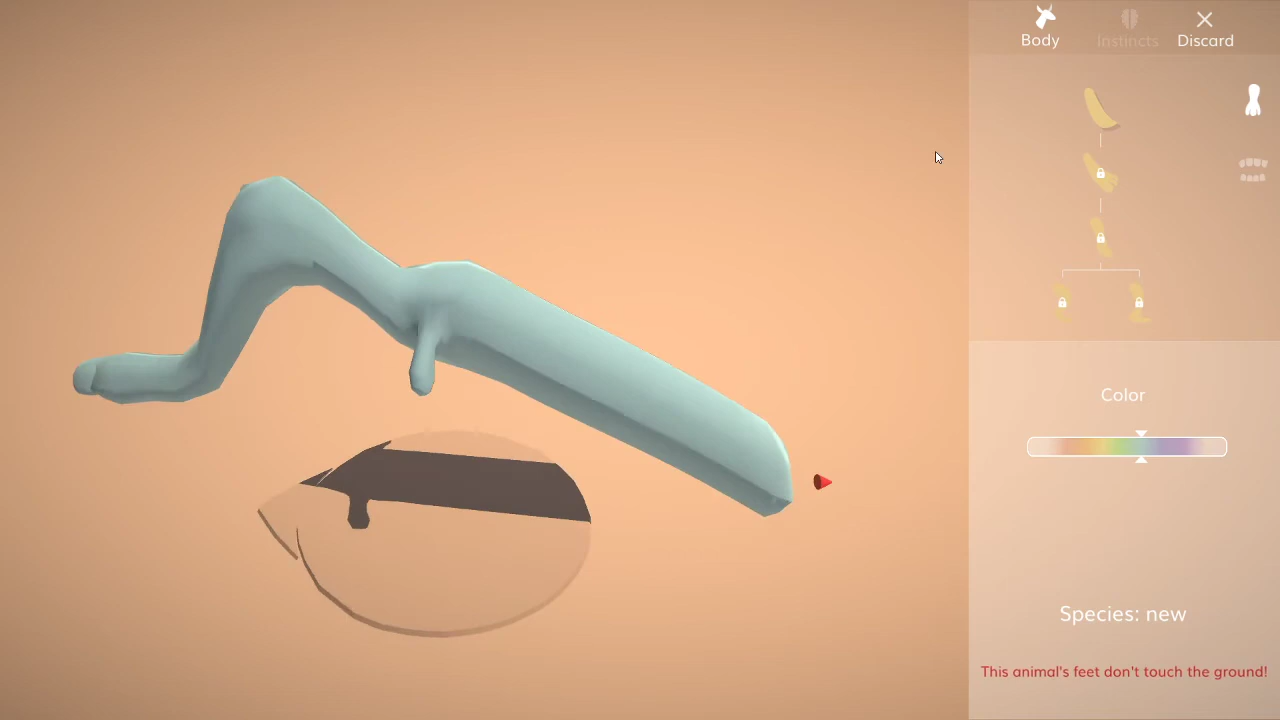 Body
Instincts
Discard
Color
Species: new
This animal's feet don't touch the ground!